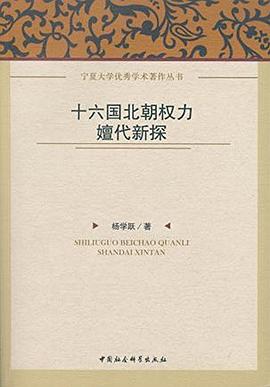 宁夏大学优秀学术著作丛书
十六国北朝权力
嬗代新探
杨学跃/著
SHILIUGUO BEICHAO QUANLI
SHANDAI XINTAN
中国社会科学出版社